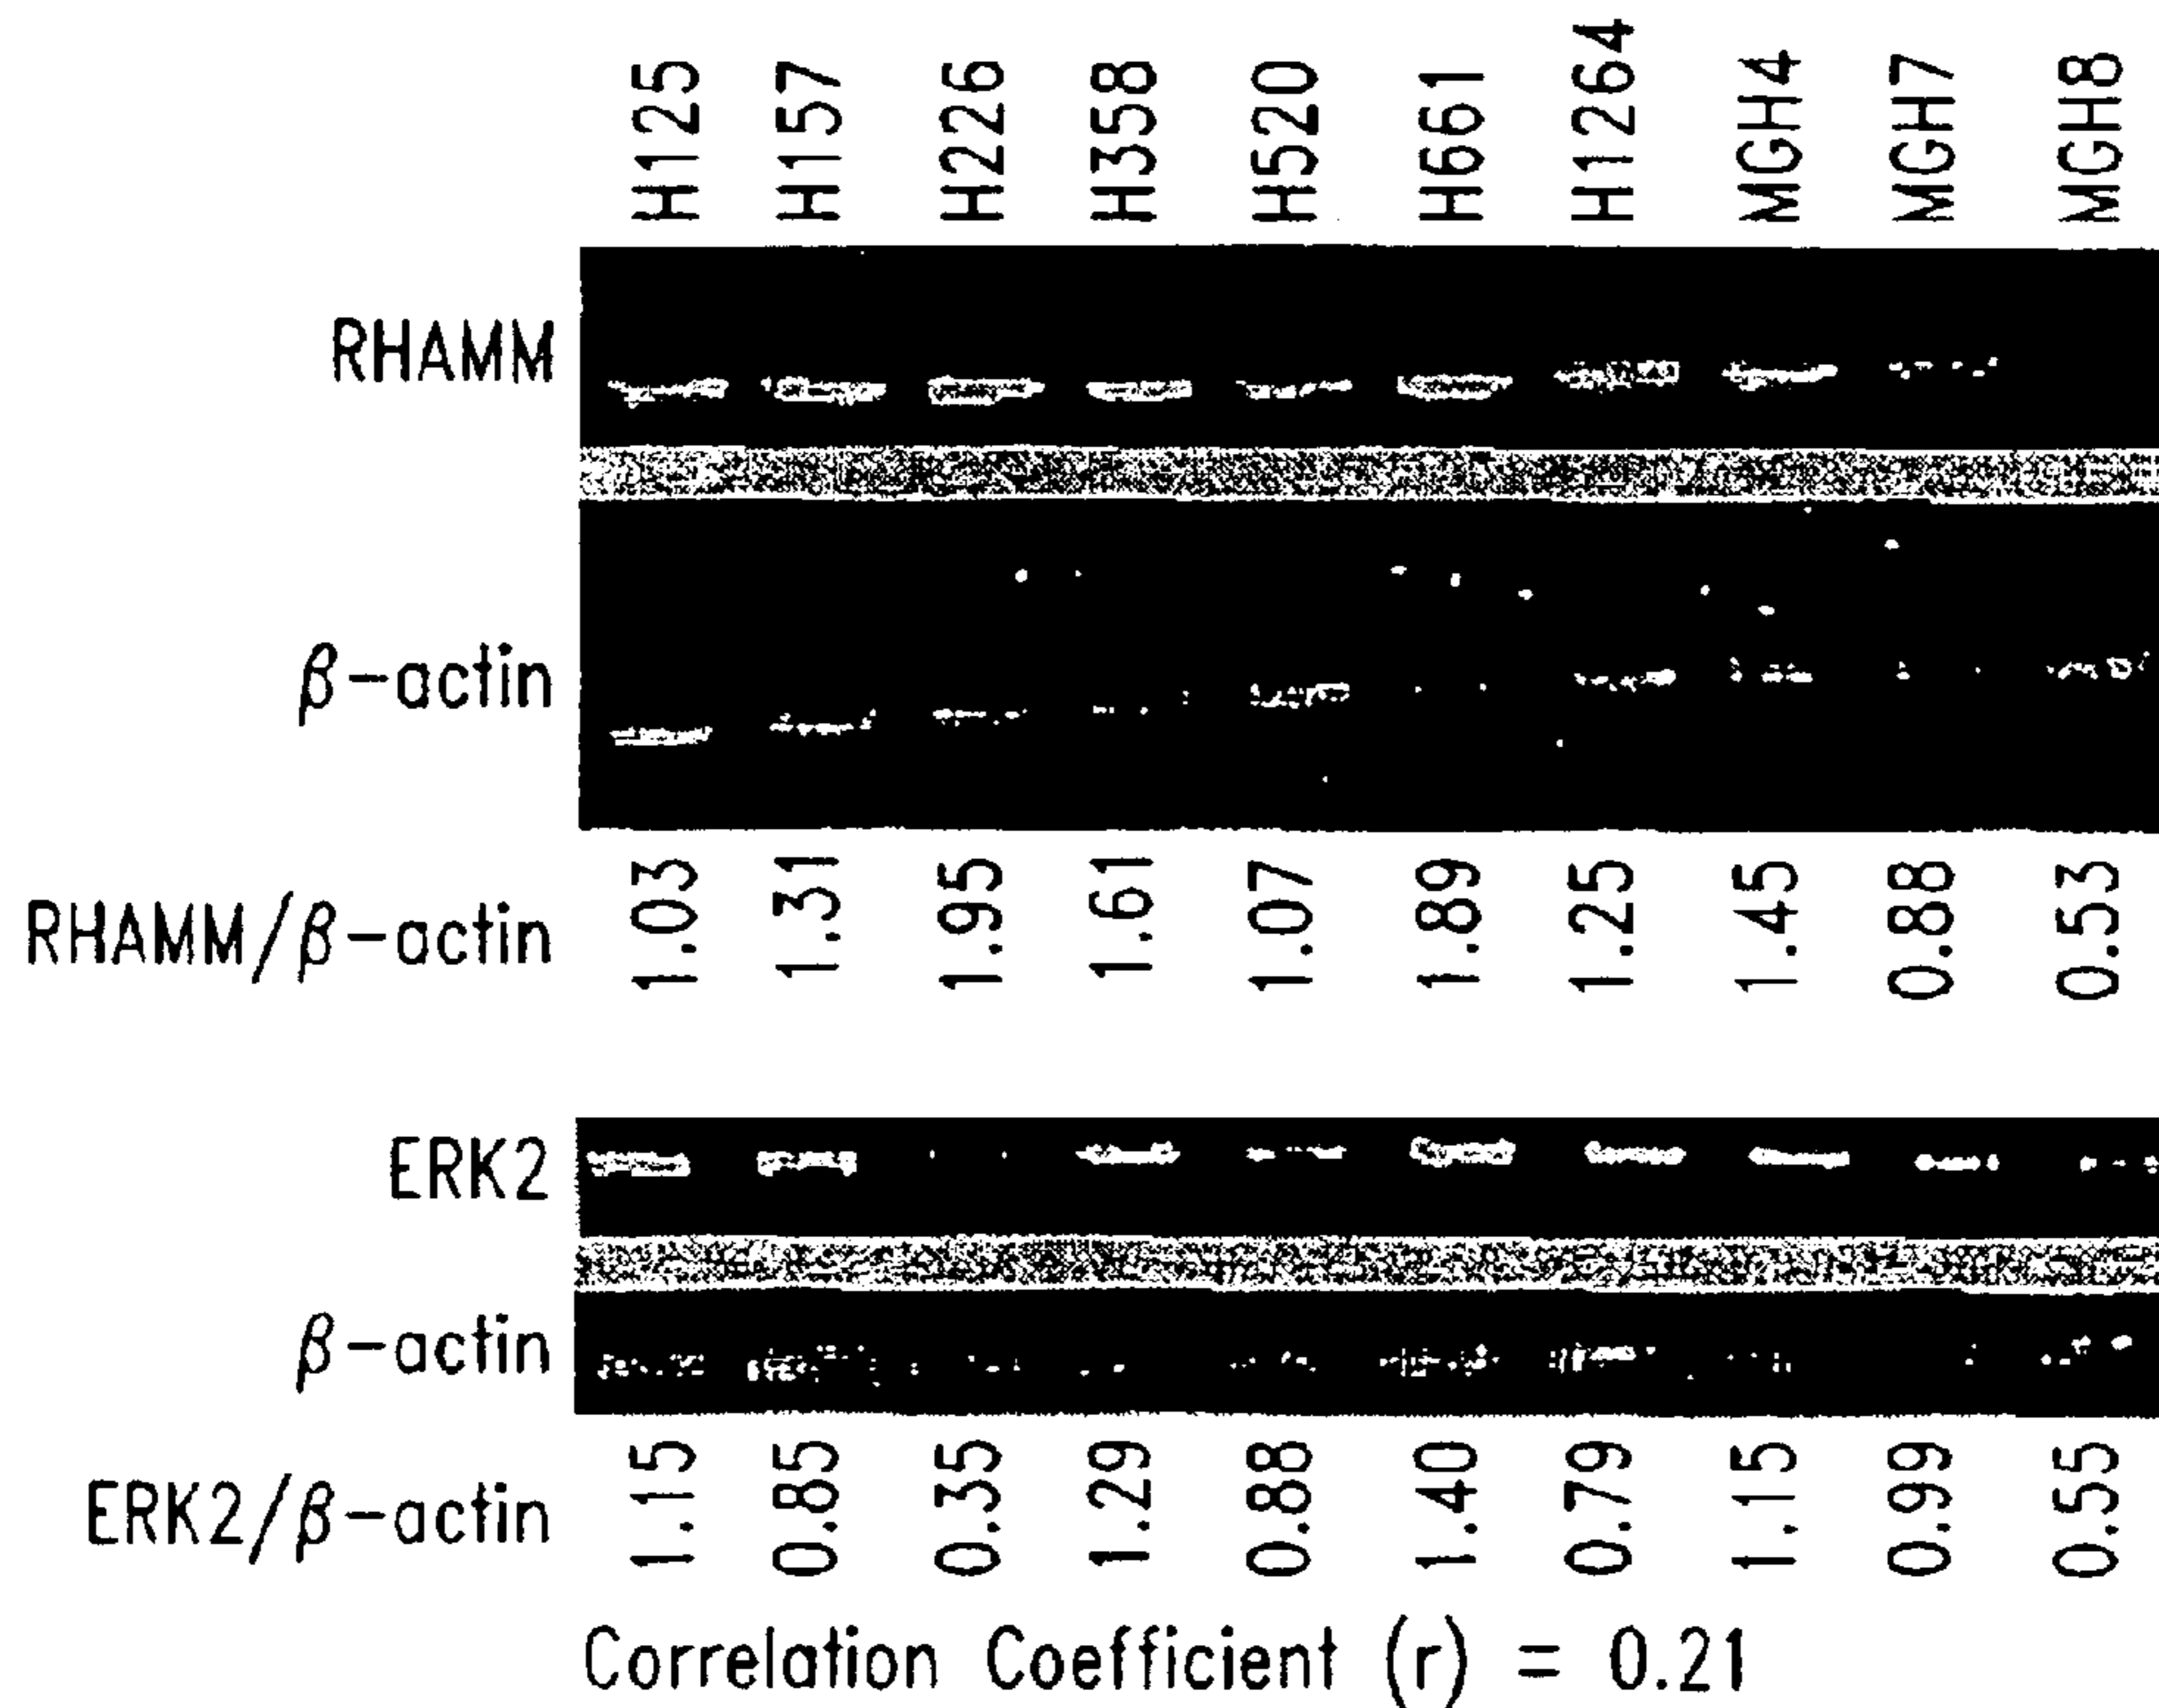 H125 H157 H226 H358 H520 H661 H1264 MGH4 MGH7 MGH8
RHAMM
β-actin
RHAMM/β-actin 1.03 1.31 1.95 1.61 1.07 1.89 1.25 1.45 0.88 0.53
ERK2
β-actin
ERK2/β-actin 1.15 0.85 0.35 1.29 0.88 1.40 0.79 1.15 0.99 0.55
Correlation Coefficient (r) = 0.21